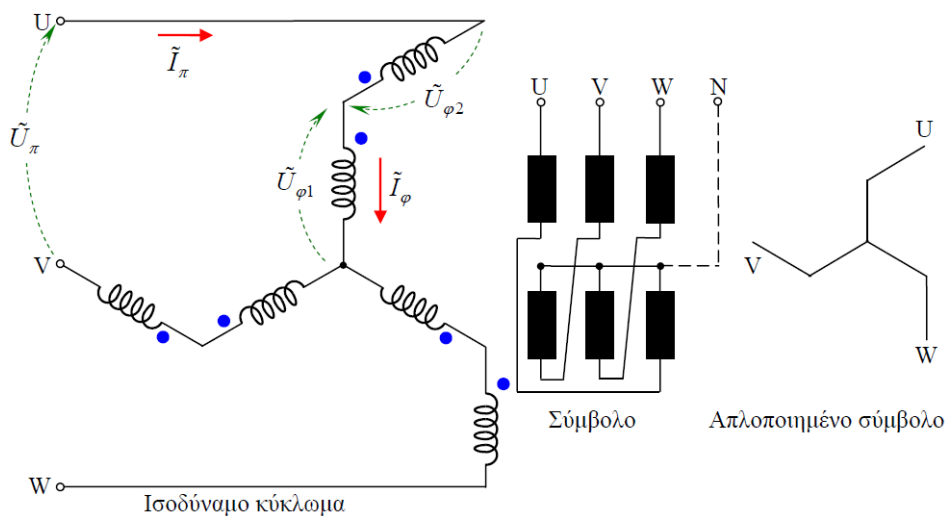 U
Ĩπ
Ũφ2
Ũπ
Ũφ1
Ĩφ
V
W
Ισοδύναμο κύκλωμα
U V W N
Σύμβολο
U
V
W
Απλοποιημένο σύμβολο